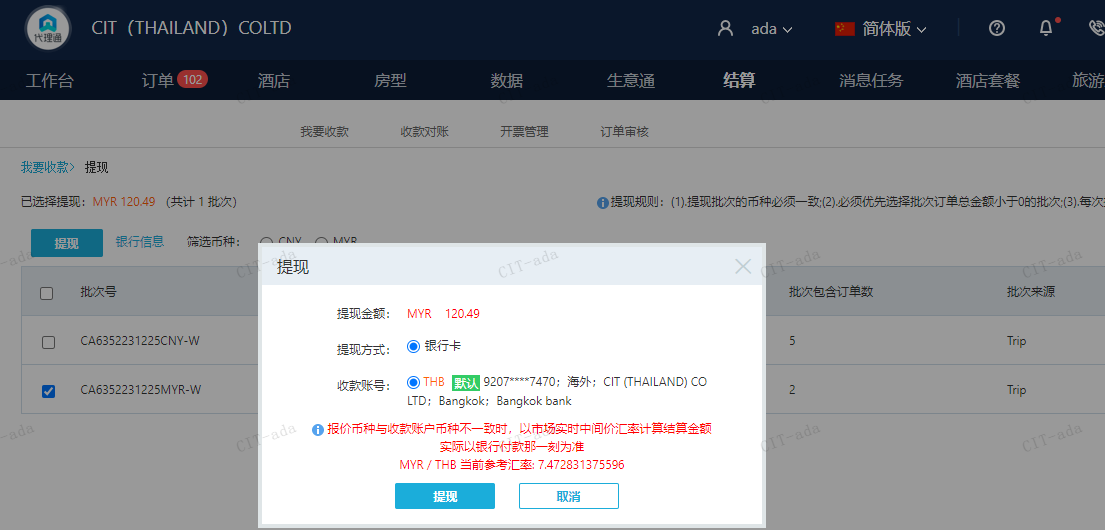 代理通
CIT（THAILAND）COLTD
ada
简体版
工作台
订单 102
酒店
房型
数据
生意通
结算
消息任务
酒店套餐
旅游
我要收款
收款对账
开票管理
订单审核
我要收款> 提现
已选择提现： MYR 120.49 （共计 1 批次）
提现规则：(1).提现批次的币种必须一致;(2).必须优先选择批次订单总金额小于0的批次;(3).每次
提现
银行信息
筛选币种：
CNY
MYR
批次号
批次包含订单数
批次来源
CA6352231225CNY-W
5
Trip
CA6352231225MYR-W
2
Trip
提现
提现金额： MYR 120.49
提现方式： 银行卡
收款账号： THB 默认 9207****7470；海外；CIT (THAILAND) CO
LTD；Bangkok；Bangkok bank
报价币种与收款账户币种不一致时，以市场实时中间价汇率计算结算金额
实际以银行付款那一刻为准
MYR / THB 当前参考汇率: 7.472831375596
提现
取消
CIT-ada
CIT-ada
CIT-ada
CIT-ada
CIT-ada
CIT-ada